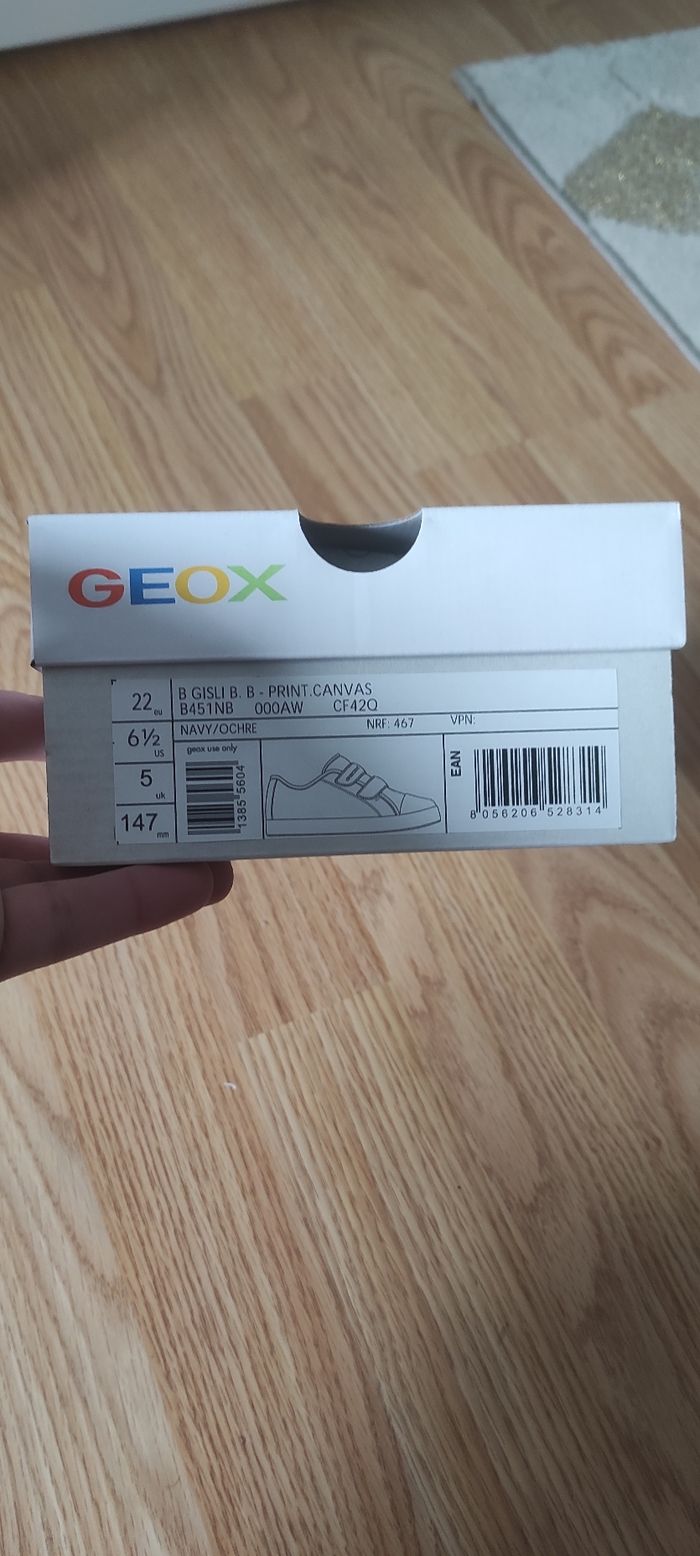 GEOX
22 eu
6½ US
5 uk
147 mm
B GISLI B. B - PRINT.CANVAS
B451NB 000AW CF42Q
NAVY/OCHRE NRF: 467 VPN:
geox use only
1385 5604
EAN
8 056206 528314